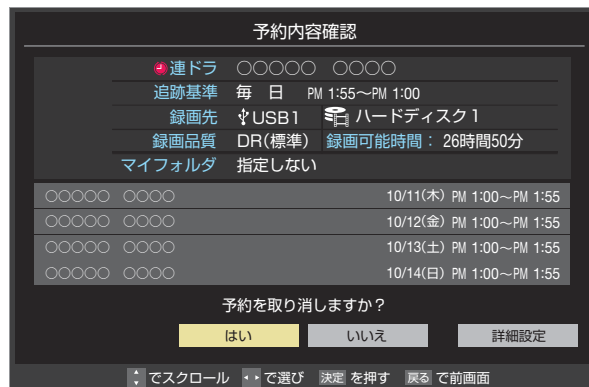 予約内容確認
連ドラ ○○○○○ ○○○○
追跡基準 毎 日 PM 1:55〜PM 1:00
録画先 USB1 ハードディスク1
録画品質 DR(標準) 録画可能時間： 26時間50分
マイフォルダ 指定しない
○○○○○ ○○○○ 10/11(木) PM 1:00〜PM 1:55
○○○○○ ○○○○ 10/12(金) PM 1:00〜PM 1:55
○○○○○ ○○○○ 10/13(土) PM 1:00〜PM 1:55
○○○○○ ○○○○ 10/14(日) PM 1:00〜PM 1:55
予約を取り消しますか？
はい いいえ 詳細設定
でスクロール で選び 決定 を押す 戻る で前画面